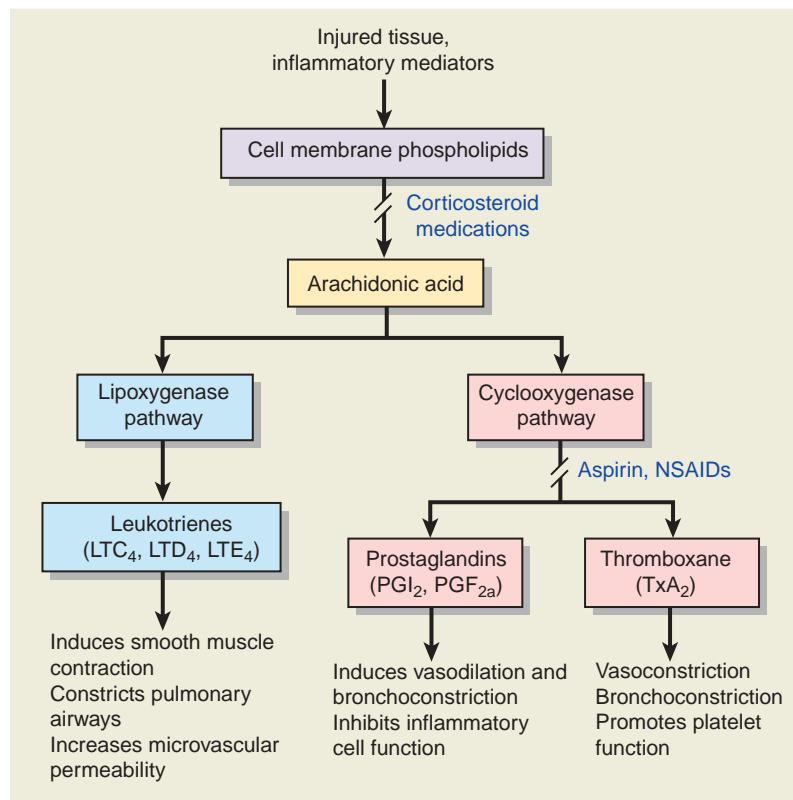 Injured tissue,
inflammatory mediators
Cell membrane phospholipids
Corticosteroid
medications
Arachidonic acid
Lipoxygenase
pathway
Cyclooxygenase
pathway
Aspirin, NSAIDs
Leukotrienes
(LTC₄, LTD₄, LTE₄)
Prostaglandins
(PGI₂, PGF₂ₐ)
Thromboxane
(TxA₂)
Induces smooth muscle
contraction
Constricts pulmonary
airways
Increases microvascular
permeability
Induces vasodilation and
bronchoconstriction
Inhibits inflammatory
cell function
Vasoconstriction
Bronchoconstriction
Promotes platelet
function